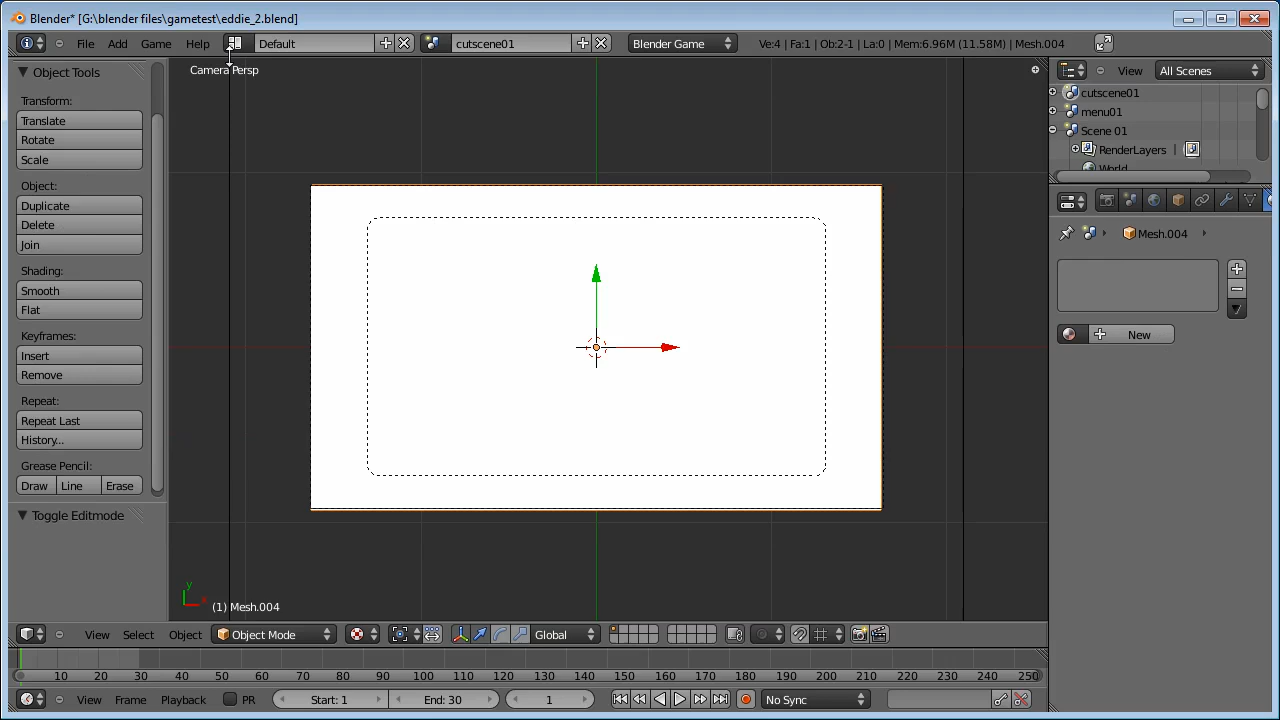 Blender* [G:\blender files\gametest\eddie_2.blend]
File Add Game Help Default cutscene01 Blender Game Ve:4 | Fa:1 | Ob:2-1 | La:0 | Mem:6.96M (11.58M) | Mesh.004
Object Tools
Camera Persp
View All Scenes
cutscene01
menu01
Scene 01
RenderLayers |
World
Transform:
Translate
Rotate
Scale
Object:
Duplicate
Delete
Join
Shading:
Smooth
Flat
Keyframes:
Insert
Remove
Repeat:
Repeat Last
History...
Grease Pencil:
Draw Line Erase
Toggle Editmode
Mesh.004
New
y
x
(1) Mesh.004
View Select Object Object Mode Global
10 20 30 40 50 60 70 80 90 100 110 120 130 140 150 160 170 180 190 200 210 220 230 240 250
View Frame Playback PR Start: 1 End: 30 1 No Sync